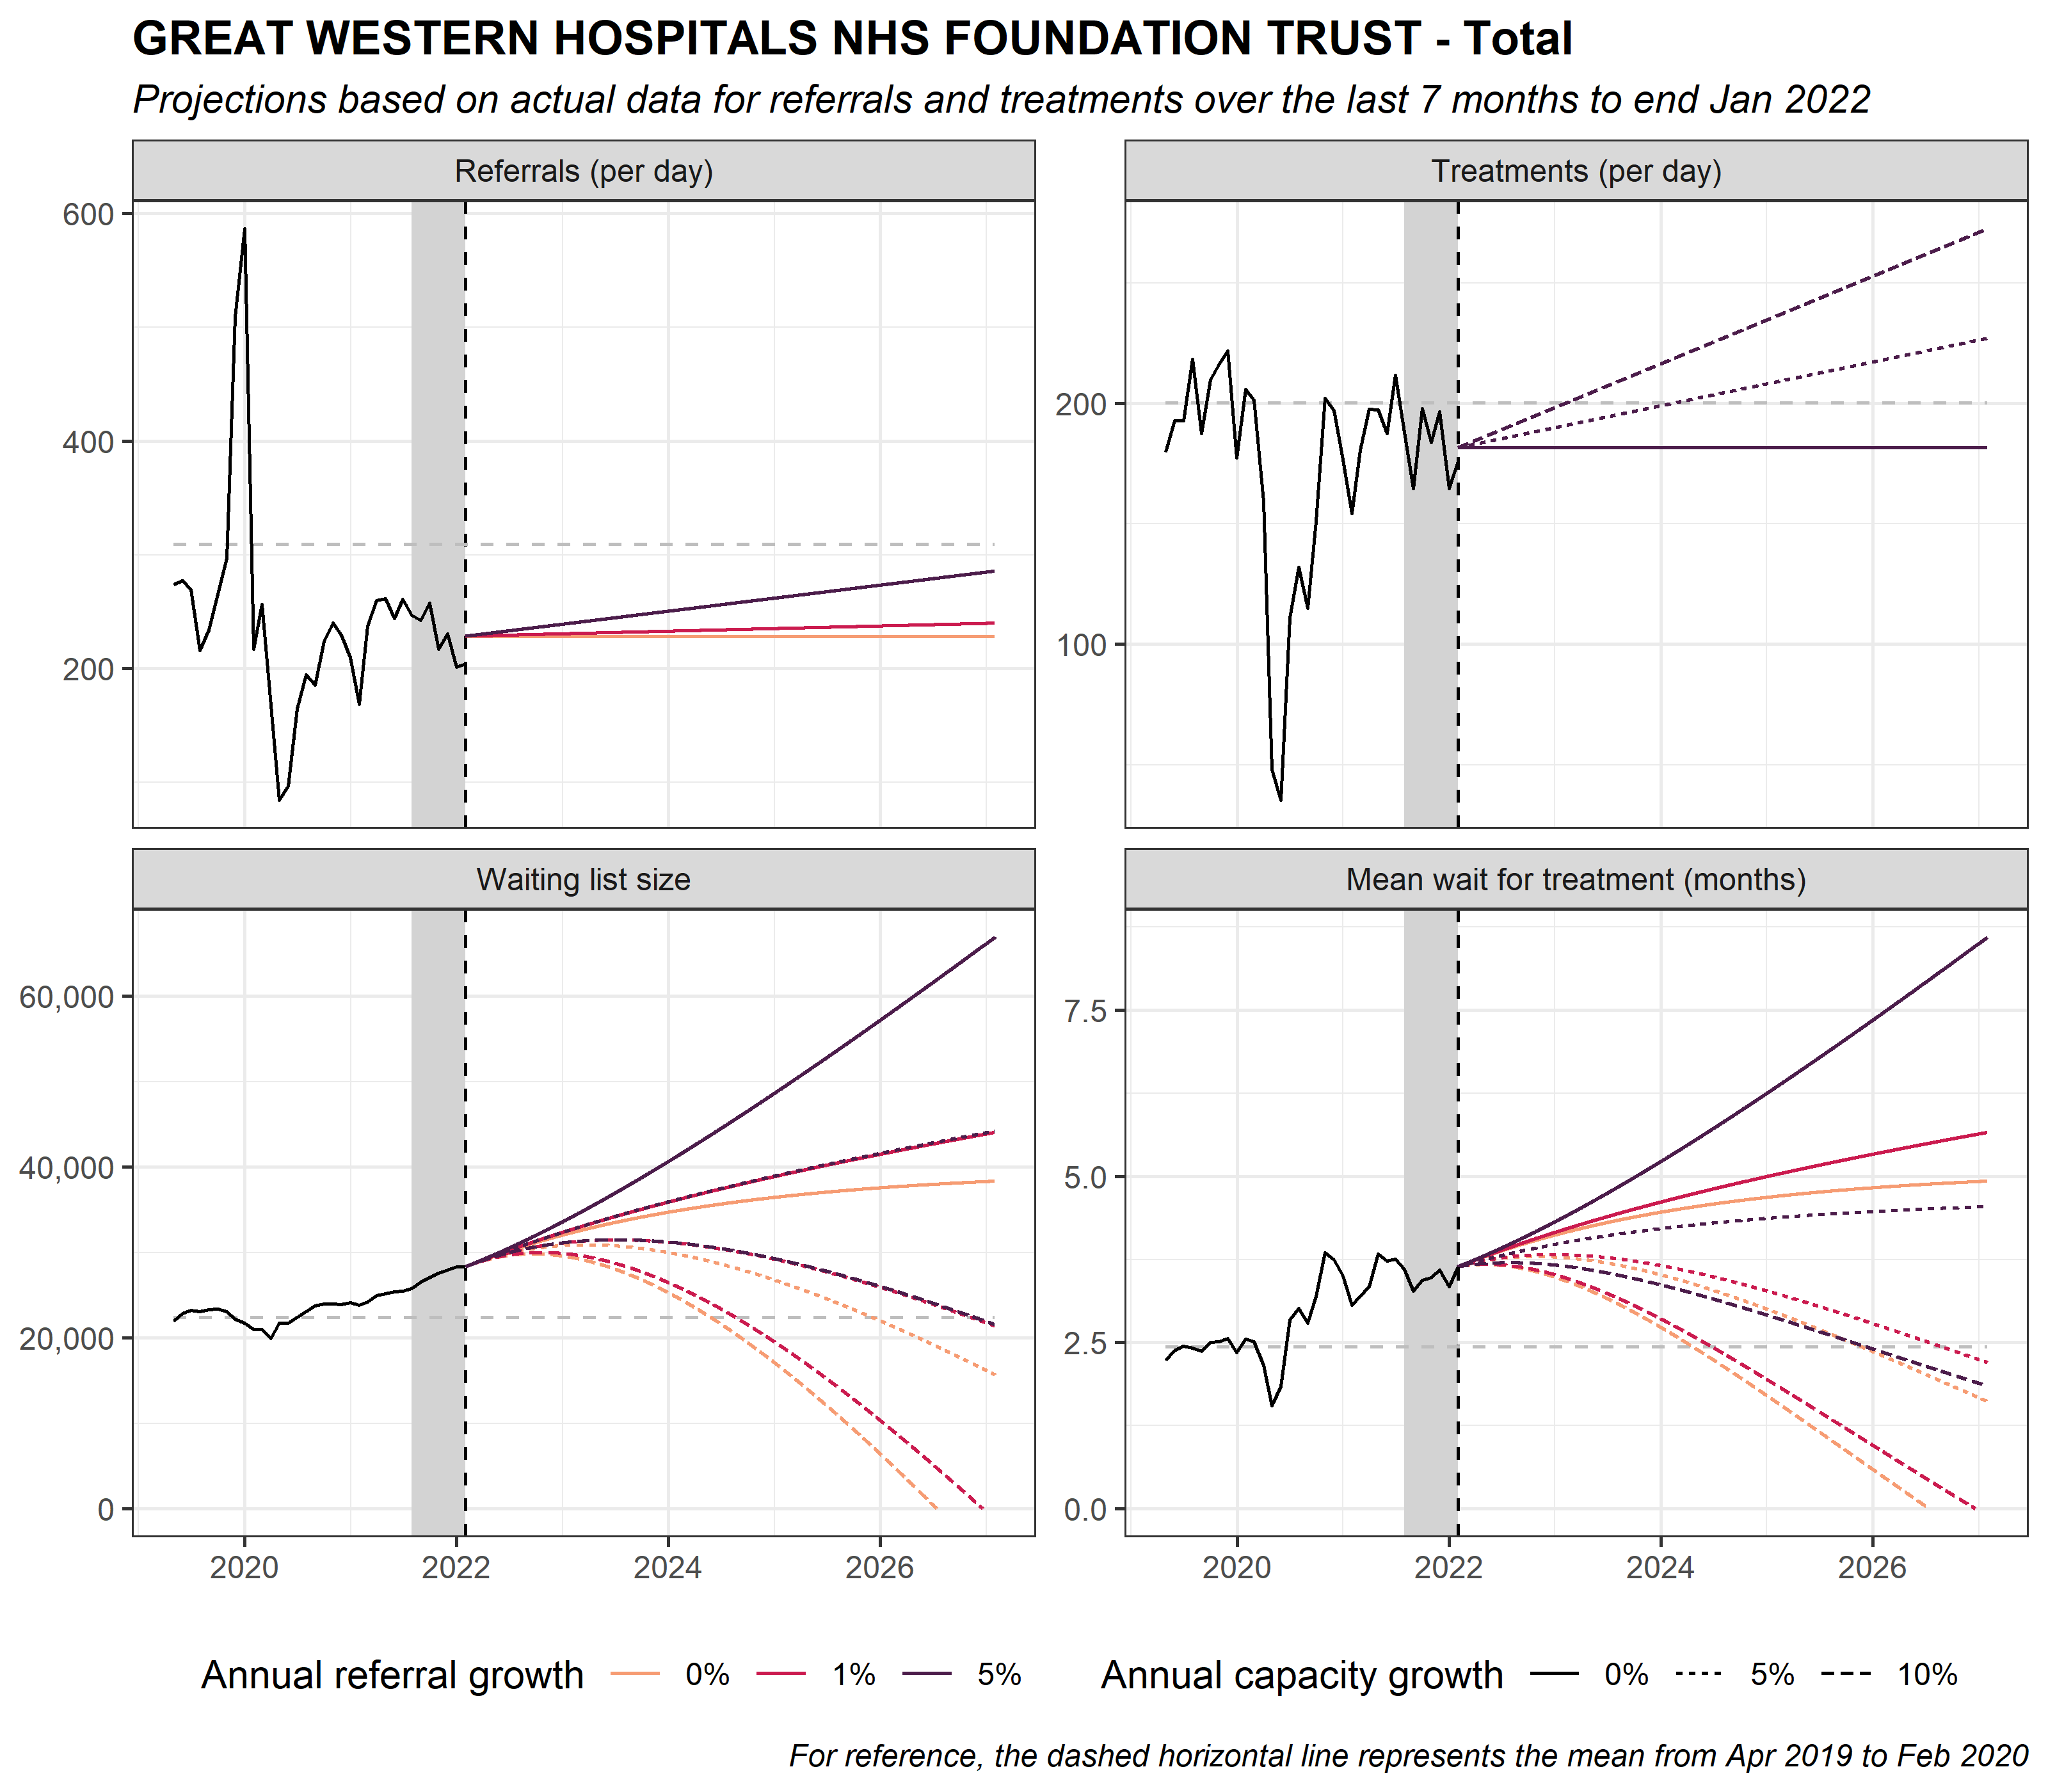 GREAT WESTERN HOSPITALS NHS FOUNDATION TRUST - Total
Projections based on actual data for referrals and treatments over the last 7 months to end Jan 2022
Referrals (per day)
600
400
200
Treatments (per day)
200
100
Waiting list size
60,000
40,000
20,000
0
2020 2022 2024 2026
Mean wait for treatment (months)
7.5
5.0
2.5
0.0
2020 2022 2024 2026
Annual referral growth 0% 1% 5%
Annual capacity growth 0% 5% 10%
For reference, the dashed horizontal line represents the mean from Apr 2019 to Feb 2020